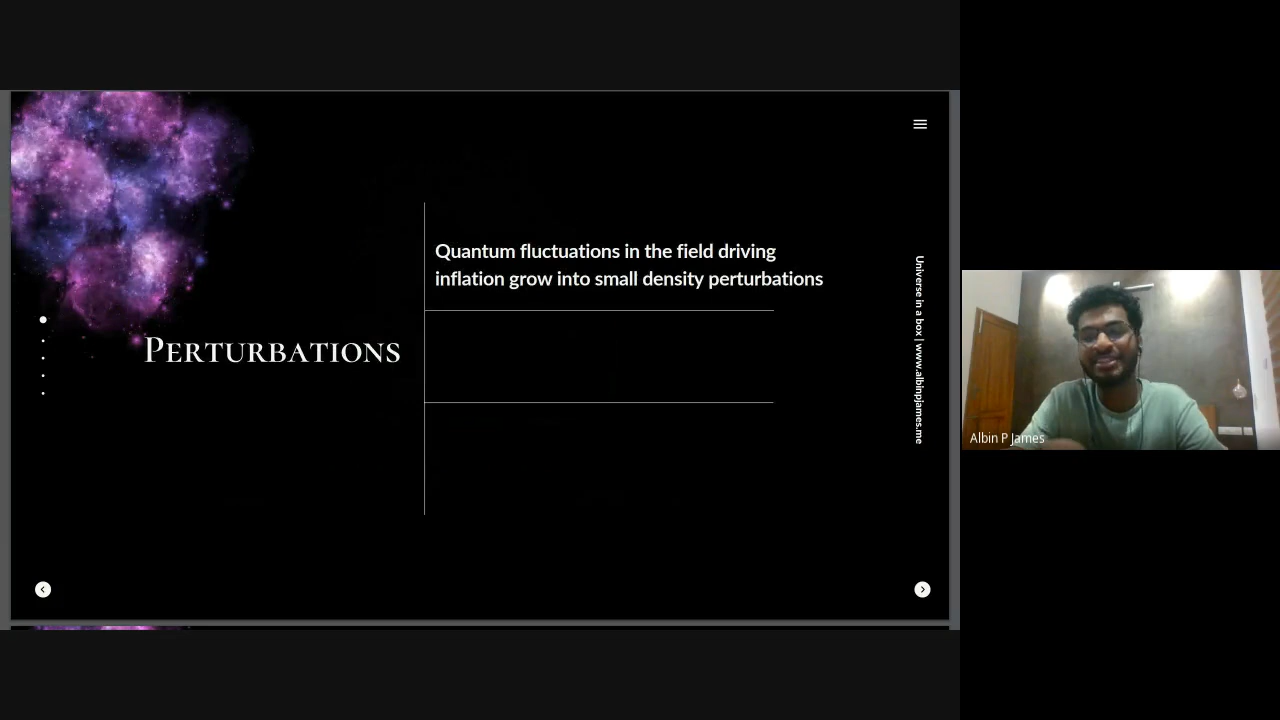 Quantum fluctuations in the field driving
inflation grow into small density perturbations
Perturbations
Universe in a box | www.albinpjames.me
Albin P James